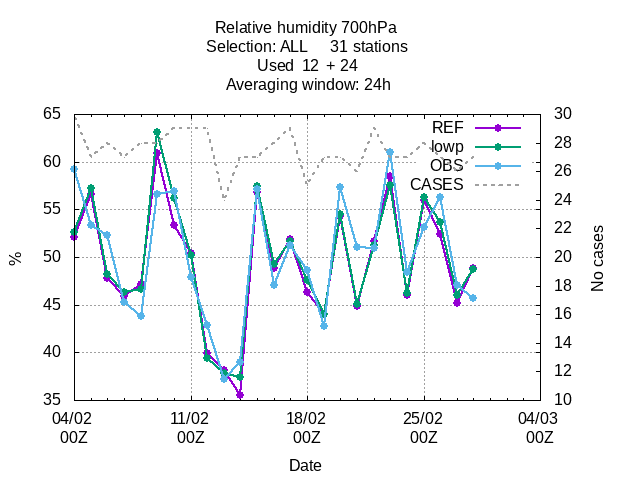 Relative humidity 700hPa
Selection: ALL 31 stations
Used 12 + 24
Averaging window: 24h
65 30
REF
28
lowp
60 OBS 26
CASES
24
55
22
50 20
18
45
16
14
40
12
35 10
04/02 11/02 18/02 25/02 04/03
00Z 00Z 00Z 00Z 00Z
%
No cases
Date